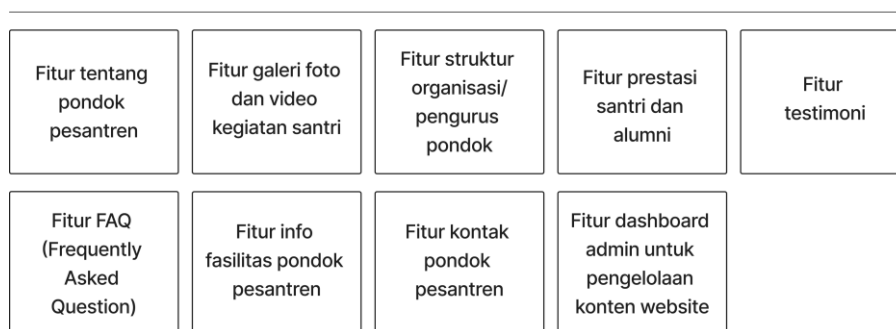 Fitur tentang
pondok
pesantren
Fitur galeri foto
dan video
kegiatan santri
Fitur struktur
organisasi/
pengurus
pondok
Fitur prestasi
santri dan
alumni
Fitur
testimoni
Fitur FAQ
(Frequently
Asked
Question)
Fitur info
fasilitas pondok
pesantren
Fitur kontak
pondok
pesantren
Fitur dashboard
admin untuk
pengelolaan
konten website